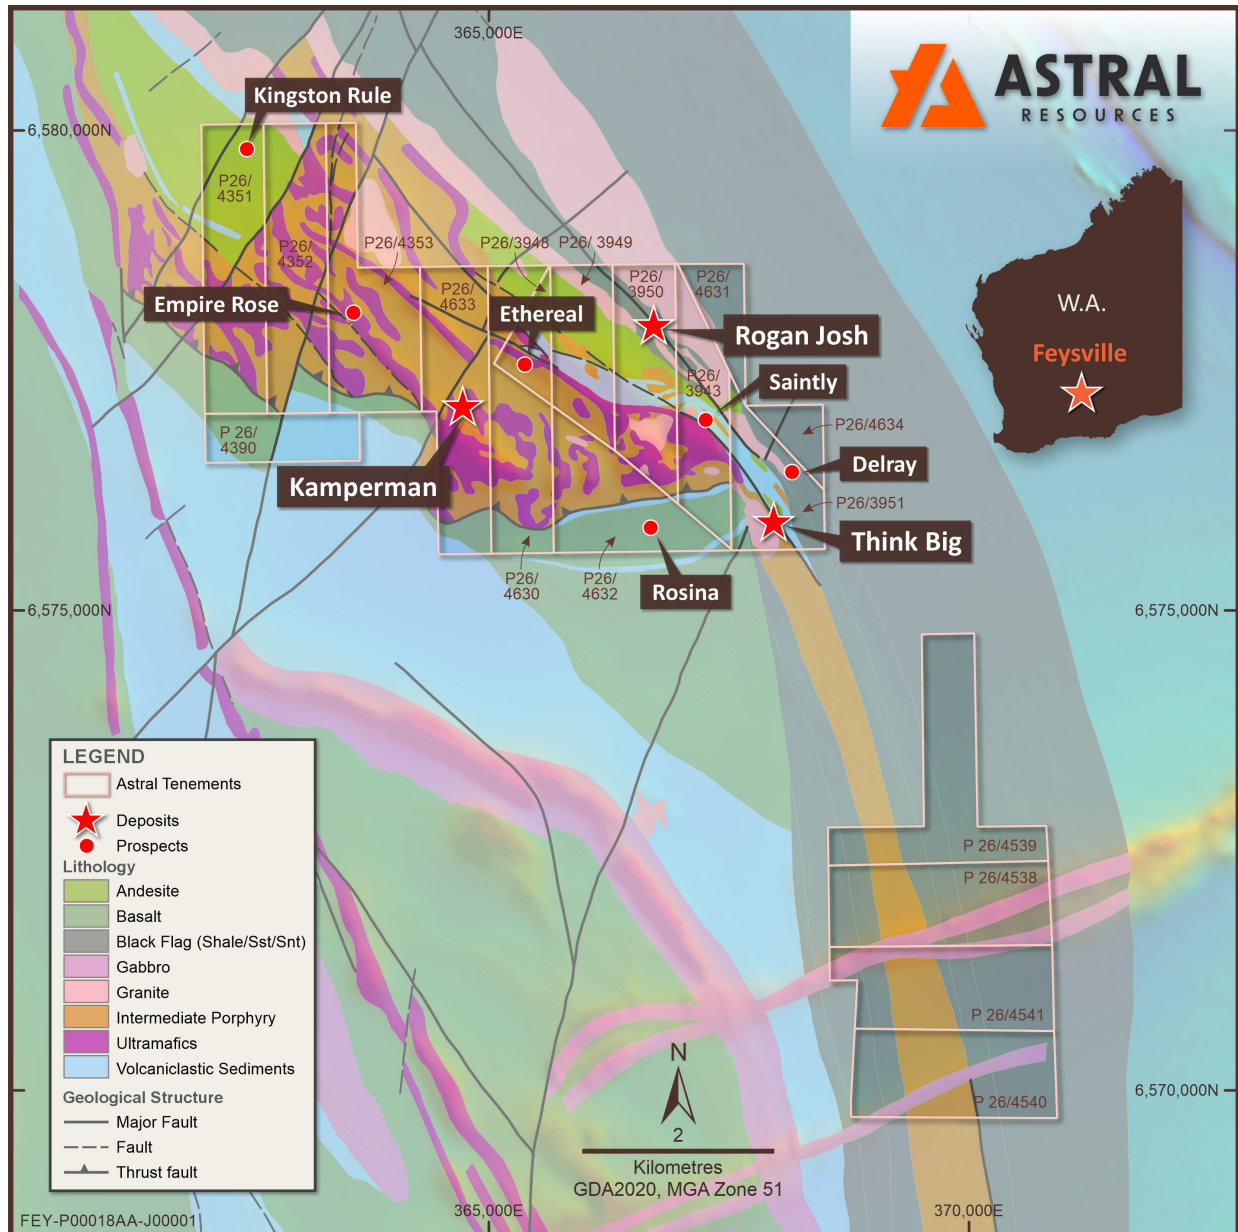 365,000E
ASTRAL
RESOURCES
Kingston Rule
6,580,000N
P26/
4351
P26/
4352
P26/4353
P26/3948
P26/ 3949
P26/
3950
P26/
4631
P26/
4633
Empire Rose
Ethereal
Rogan Josh
W.A.
Feysville
P26/
3943
Saintly
P26/4634
P 26/
4390
Delray
Kamperman
P26/3951
Think Big
P26/
4630
P26/
4632
Rosina
6,575,000N
6,575,000N
LEGEND
Astral Tenements
Deposits
Prospects
Lithology
Andesite
Basalt
Black Flag (Shale/Sst/Snt)
Gabbro
Granite
Intermediate Porphyry
Ultramafics
Volcaniclastic Sediments
Geological Structure
Major Fault
Fault
Thrust fault
P 26/4539
P 26/4538
P 26/4541
P 26/4540
6,570,000N
N
2
Kilometres
GDA2020, MGA Zone 51
365,000E
370,000E
FEY-P00018AA-J00001